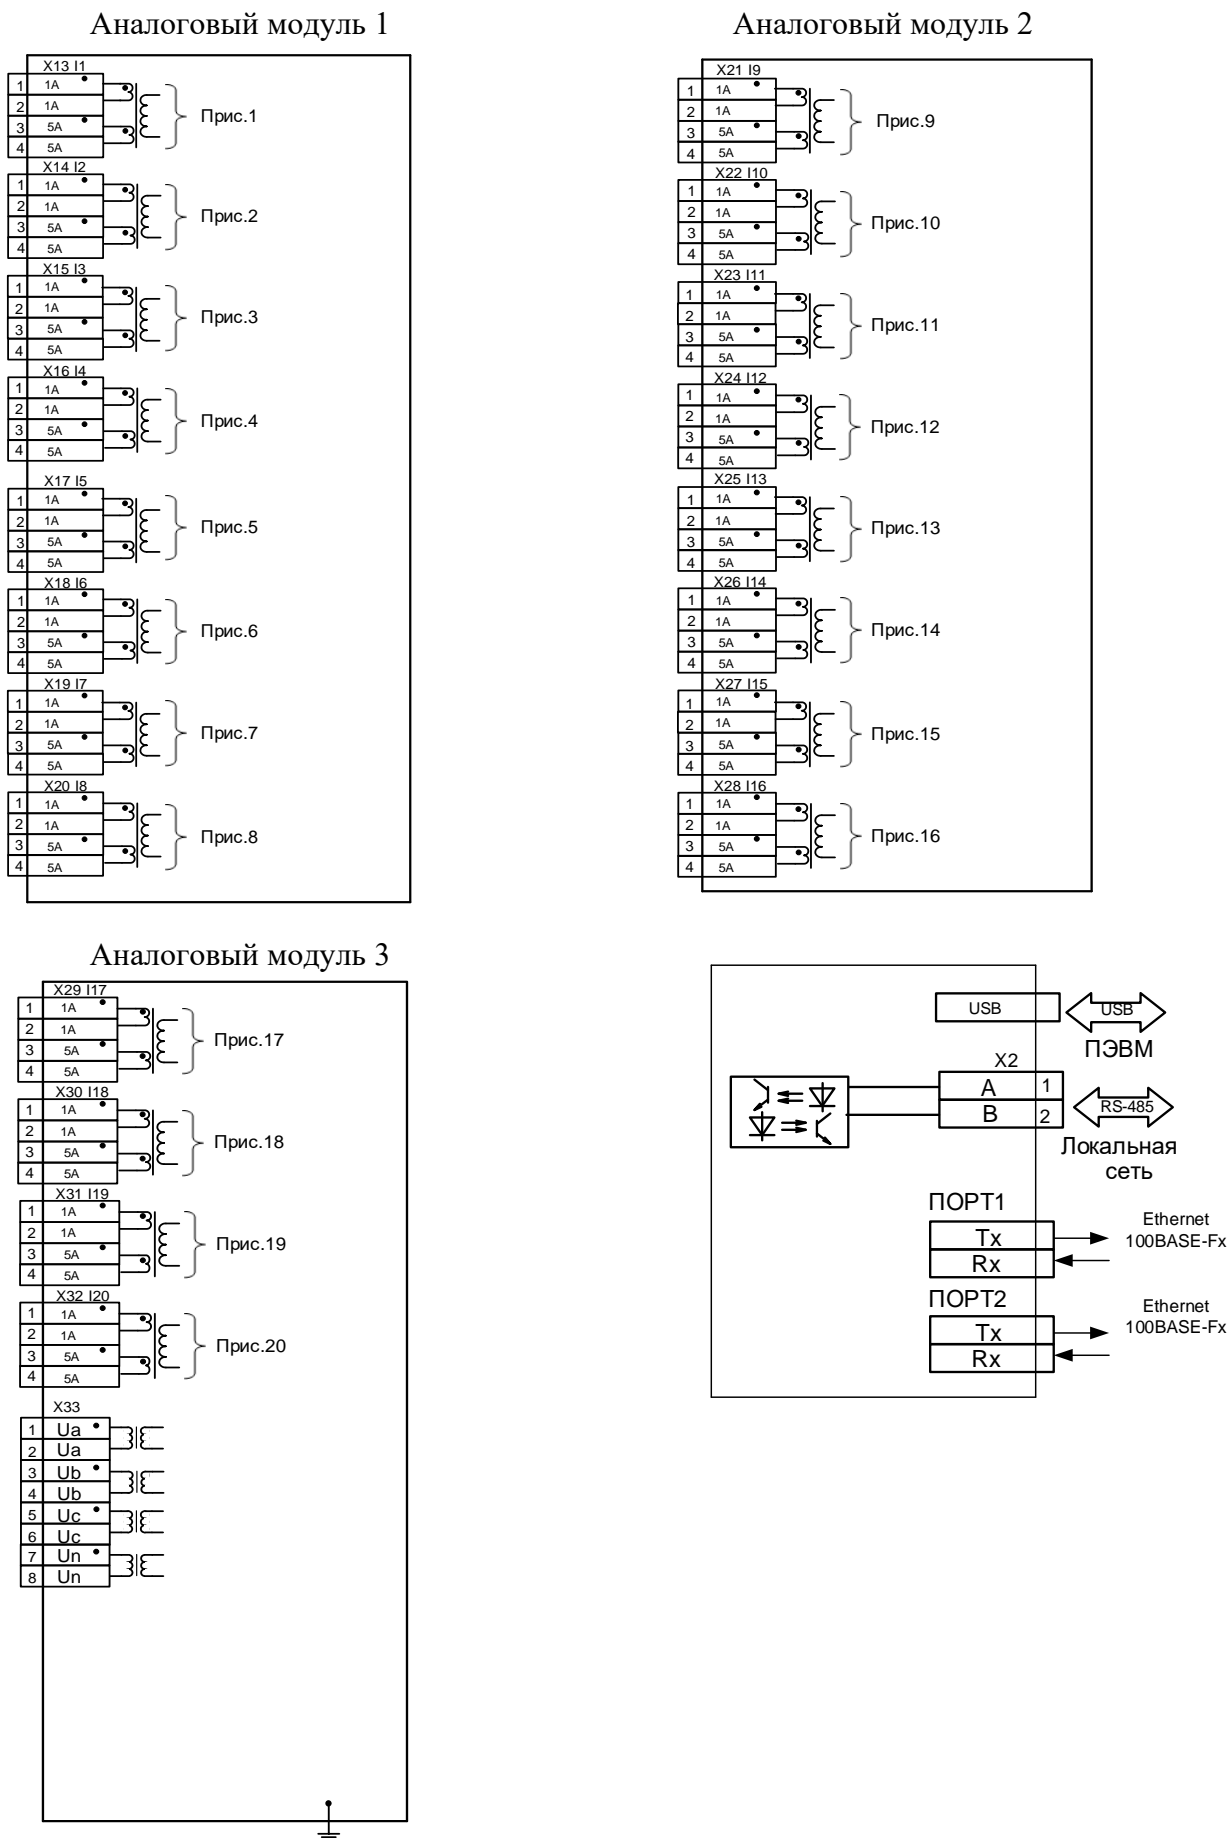 Аналоговый модуль 1
X13 I1
1 1A
2 1A
3 5A
4 5A
Прис.1
X14 I2
1 1A
2 1A
3 5A
4 5A
Прис.2
X15 I3
1 1A
2 1A
3 5A
4 5A
Прис.3
X16 I4
1 1A
2 1A
3 5A
4 5A
Прис.4
X17 I5
1 1A
2 1A
3 5A
4 5A
Прис.5
X18 I6
1 1A
2 1A
3 5A
4 5A
Прис.6
X19 I7
1 1A
2 1A
3 5A
4 5A
Прис.7
X20 I8
1 1A
2 1A
3 5A
4 5A
Прис.8
Аналоговый модуль 2
X21 I9
1 1A
2 1A
3 5A
4 5A
Прис.9
X22 I10
1 1A
2 1A
3 5A
4 5A
Прис.10
X23 I11
1 1A
2 1A
3 5A
4 5A
Прис.11
X24 I12
1 1A
2 1A
3 5A
4 5A
Прис.12
X25 I13
1 1A
2 1A
3 5A
4 5A
Прис.13
X26 I14
1 1A
2 1A
3 5A
4 5A
Прис.14
X27 I15
1 1A
2 1A
3 5A
4 5A
Прис.15
X28 I16
1 1A
2 1A
3 5A
4 5A
Прис.16
Аналоговый модуль 3
X29 I17
1 1A
2 1A
3 5A
4 5A
Прис.17
X30 I18
1 1A
2 1A
3 5A
4 5A
Прис.18
X31 I19
1 1A
2 1A
3 5A
4 5A
Прис.19
X32 I20
1 1A
2 1A
3 5A
4 5A
Прис.20
X33
1 Ua
2 Ua
3 Ub
4 Ub
5 Uc
6 Uc
7 Un
8 Un
USB
USB
ПЭВМ
X2
A 1
B 2
RS-485
Локальная
сеть
ПОРТ1
Tx
Rx
Ethernet
100BASE-Fx
ПОРТ2
Tx
Rx
Ethernet
100BASE-Fx